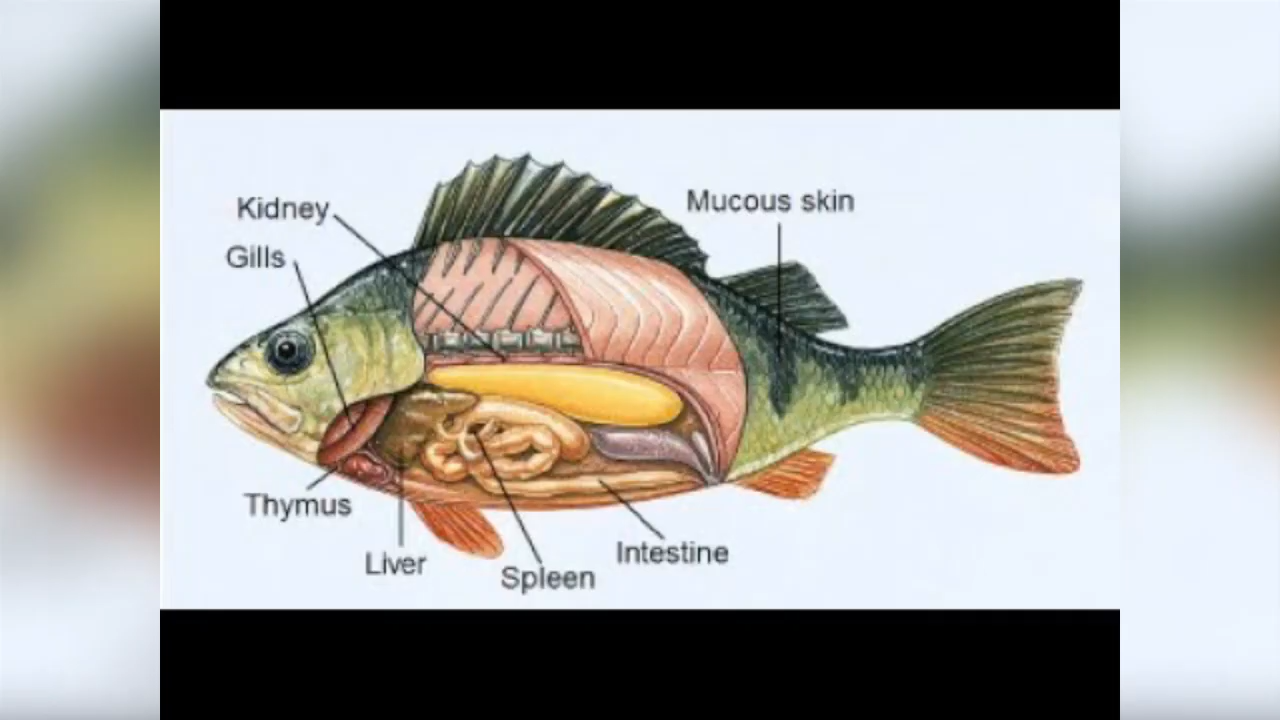 Kidney
Mucous skin
Gills
Thymus
Liver
Spleen
Intestine